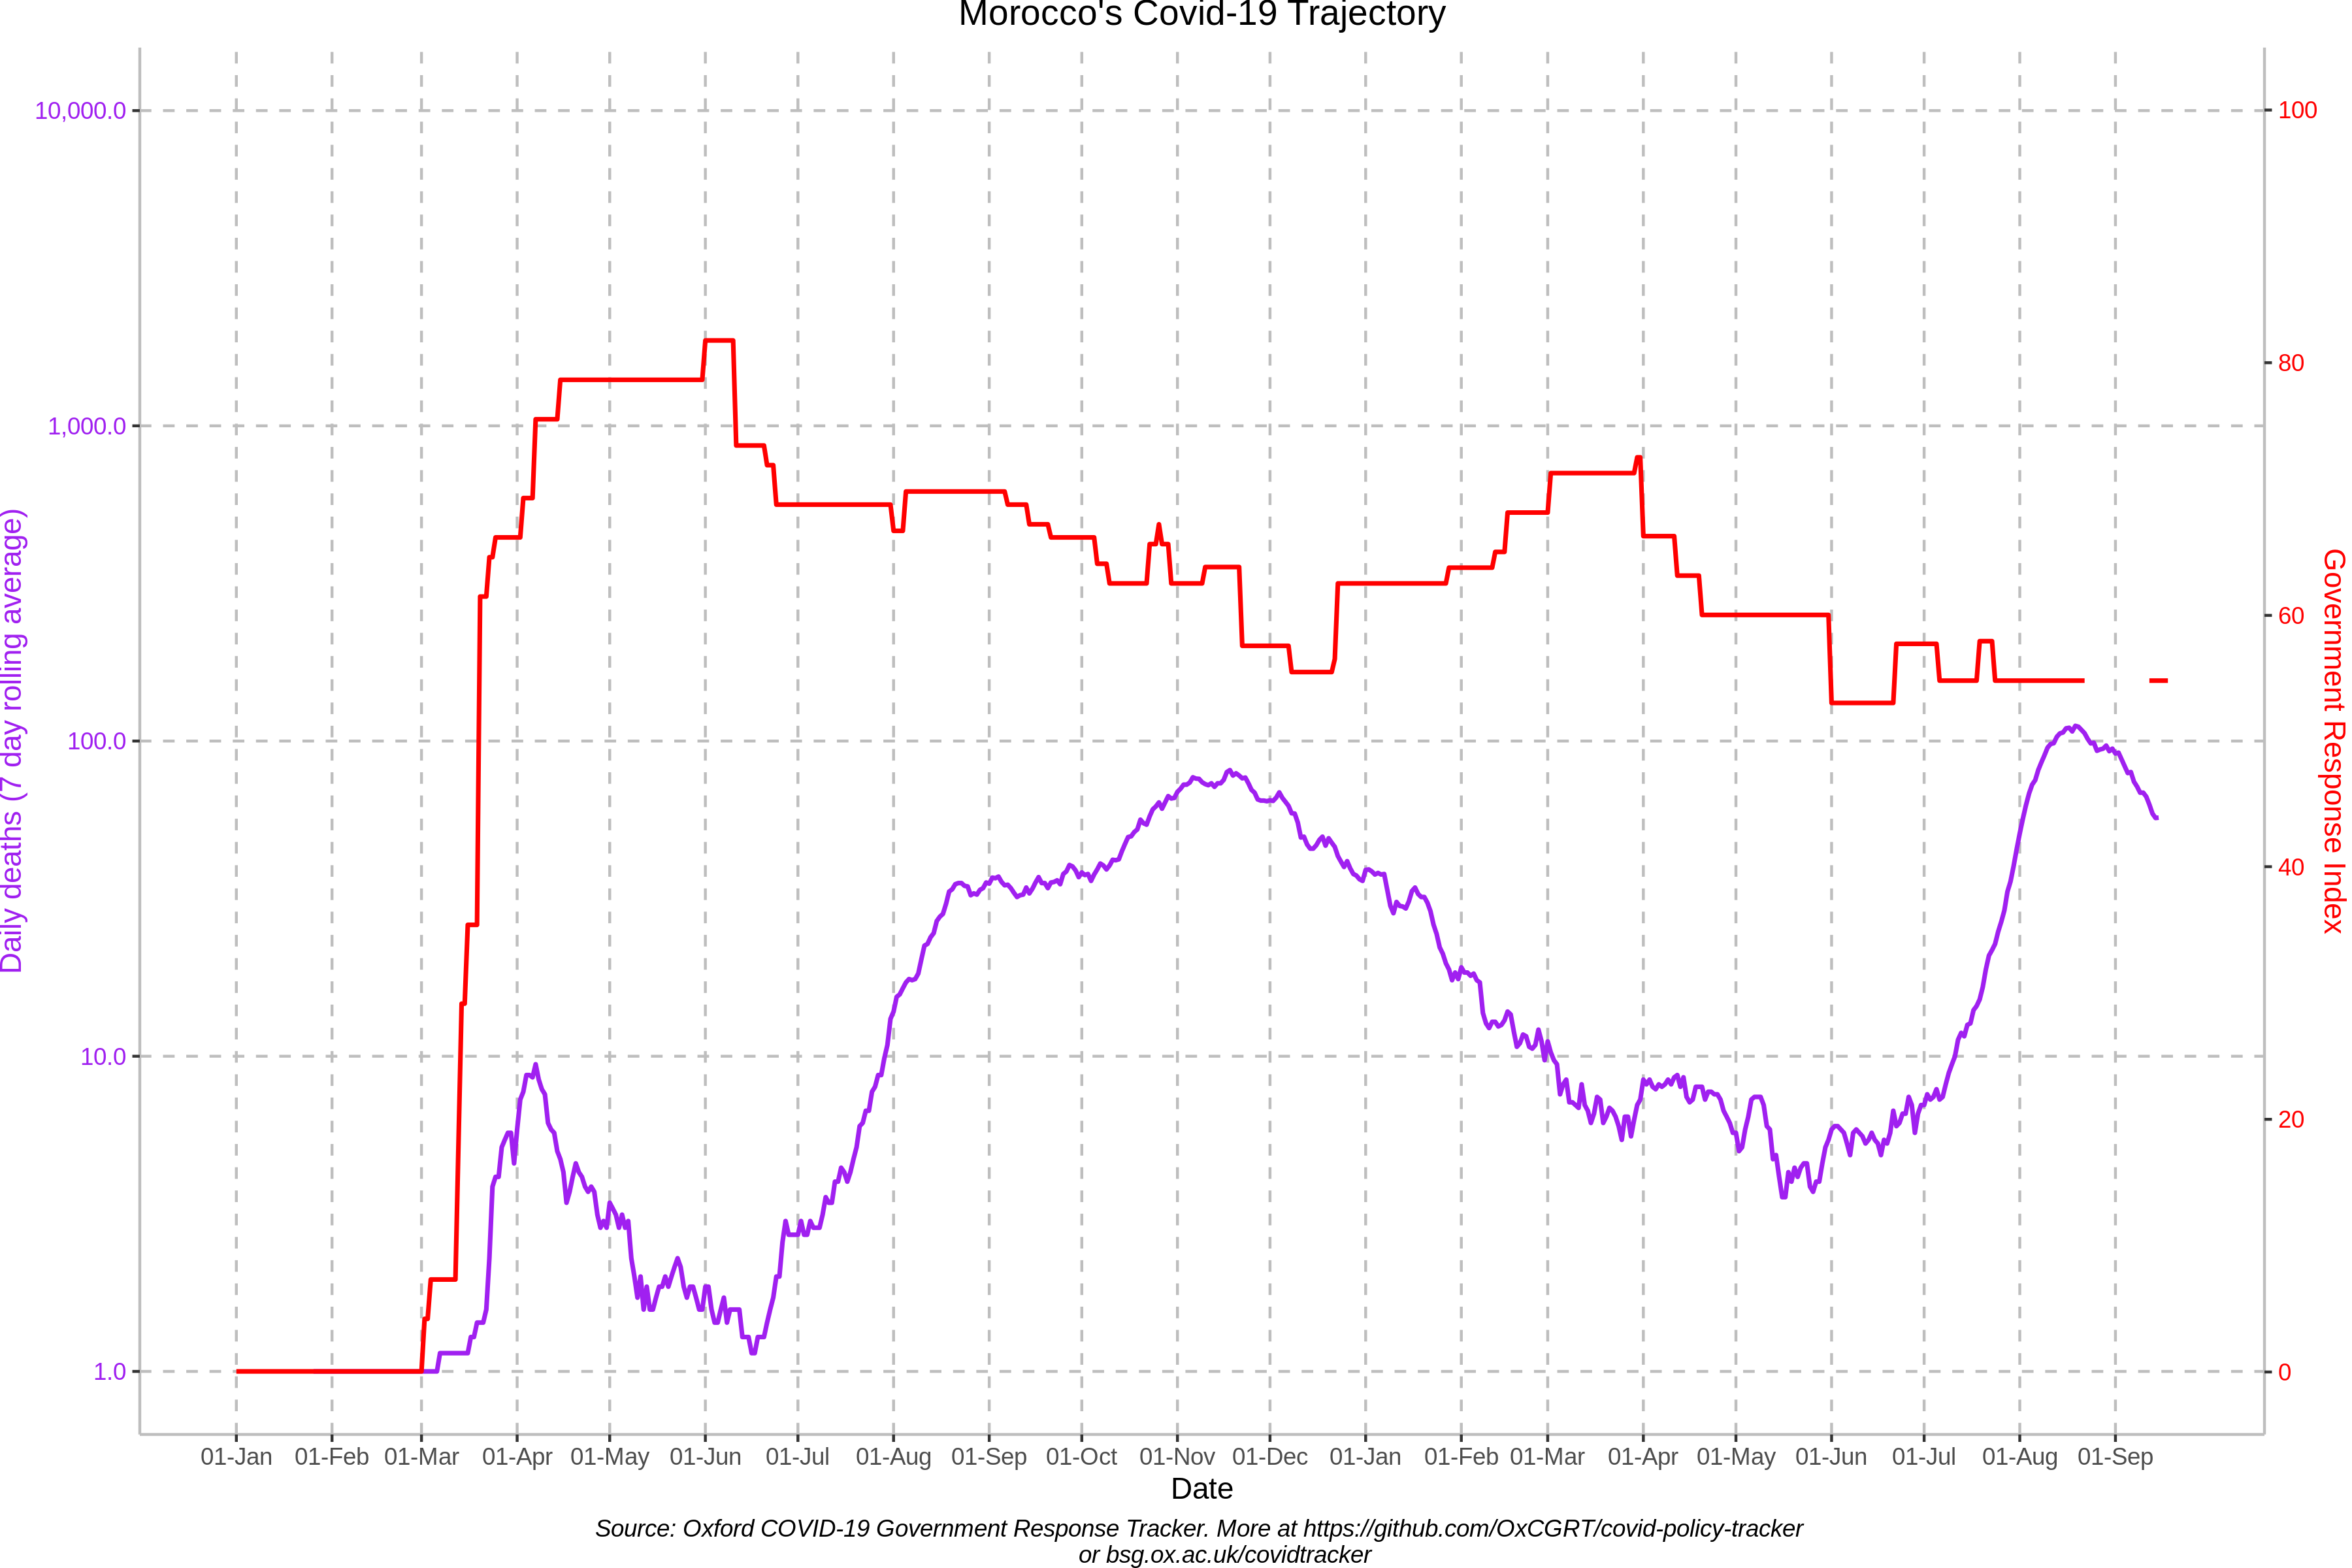 Morocco's Covid-19 Trajectory
10,000.0
1,000.0
100.0
10.0
1.0
Daily deaths (7 day rolling average)
100
80
60
40
20
0
Government Response Index
01-Jan 01-Feb 01-Mar 01-Apr 01-May 01-Jun 01-Jul 01-Aug 01-Sep 01-Oct 01-Nov 01-Dec 01-Jan 01-Feb 01-Mar 01-Apr 01-May 01-Jun 01-Jul 01-Aug 01-Sep
Date
Source: Oxford COVID-19 Government Response Tracker. More at https://github.com/OxCGRT/covid-policy-tracker
or bsg.ox.ac.uk/covidtracker